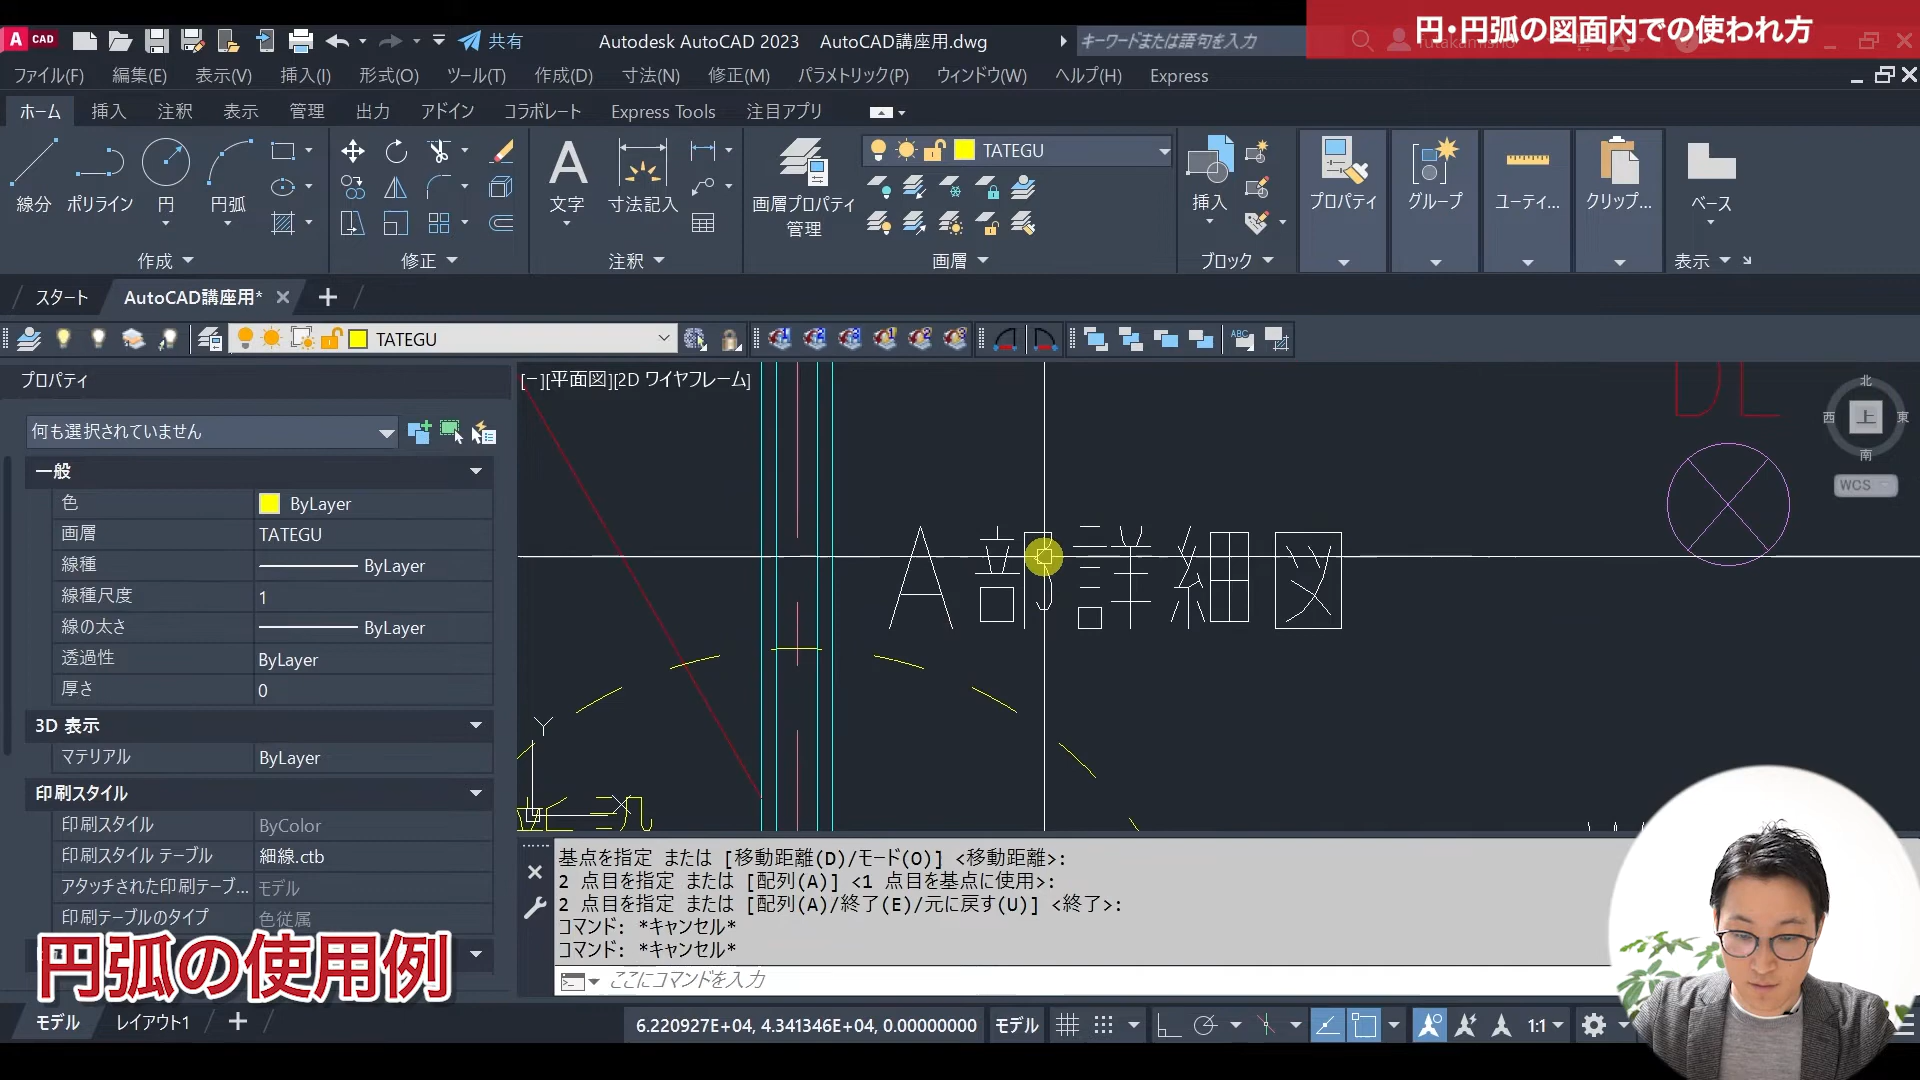 円・円弧の図面内での使われ方
A CAD 共有 Autodesk AutoCAD 2023 AutoCAD講座用.dwg キーワードまたは語句を入力
ファイル(F) 編集(E) 表示(V) 挿入(I) 形式(O) ツール(T) 作成(D) 寸法(N) 修正(M) パラメトリック(P) ウィンドウ(W) ヘルプ(H) Express
ホーム 挿入 注釈 表示 管理 出力 アドイン コラボレート Express Tools 注目アプリ
TATEGU
線分 ポリライン 円 円弧 文字 寸法記入 画層プロパティ管理 挿入 プロパティ グループ ユーティ... クリップ... ベース
作成 修正 注釈 画層 ブロック 表示
スタート AutoCAD講座用*
TATEGU
プロパティ
何も選択されていません
一般
色 ByLayer
画層 TATEGU
線種 ByLayer
線種尺度 1
線の太さ ByLayer
透過性 ByLayer
厚さ 0
3D 表示
マテリアル ByLayer
印刷スタイル
印刷スタイル ByColor
印刷スタイル テーブル 細線.ctb
アタッチされた印刷テーブ... モデル
印刷テーブルのタイプ 色従属
円弧の使用例
[−][平面図][2D ワイヤフレーム]
北
西 上 東
南
WCS
A部詳細図
Y
X
基点を指定 または [移動距離(D)/モード(O)] <移動距離>:
2 点目を指定 または [配列(A)] <1 点目を基点に使用>:
2 点目を指定 または [配列(A)/終了(E)/元に戻す(U)] <終了>:
コマンド: *キャンセル*
コマンド: *キャンセル*
ここにコマンドを入力
モデル レイアウト1
6.220927E+04, 4.341346E+04, 0.00000000 モデル 1:1